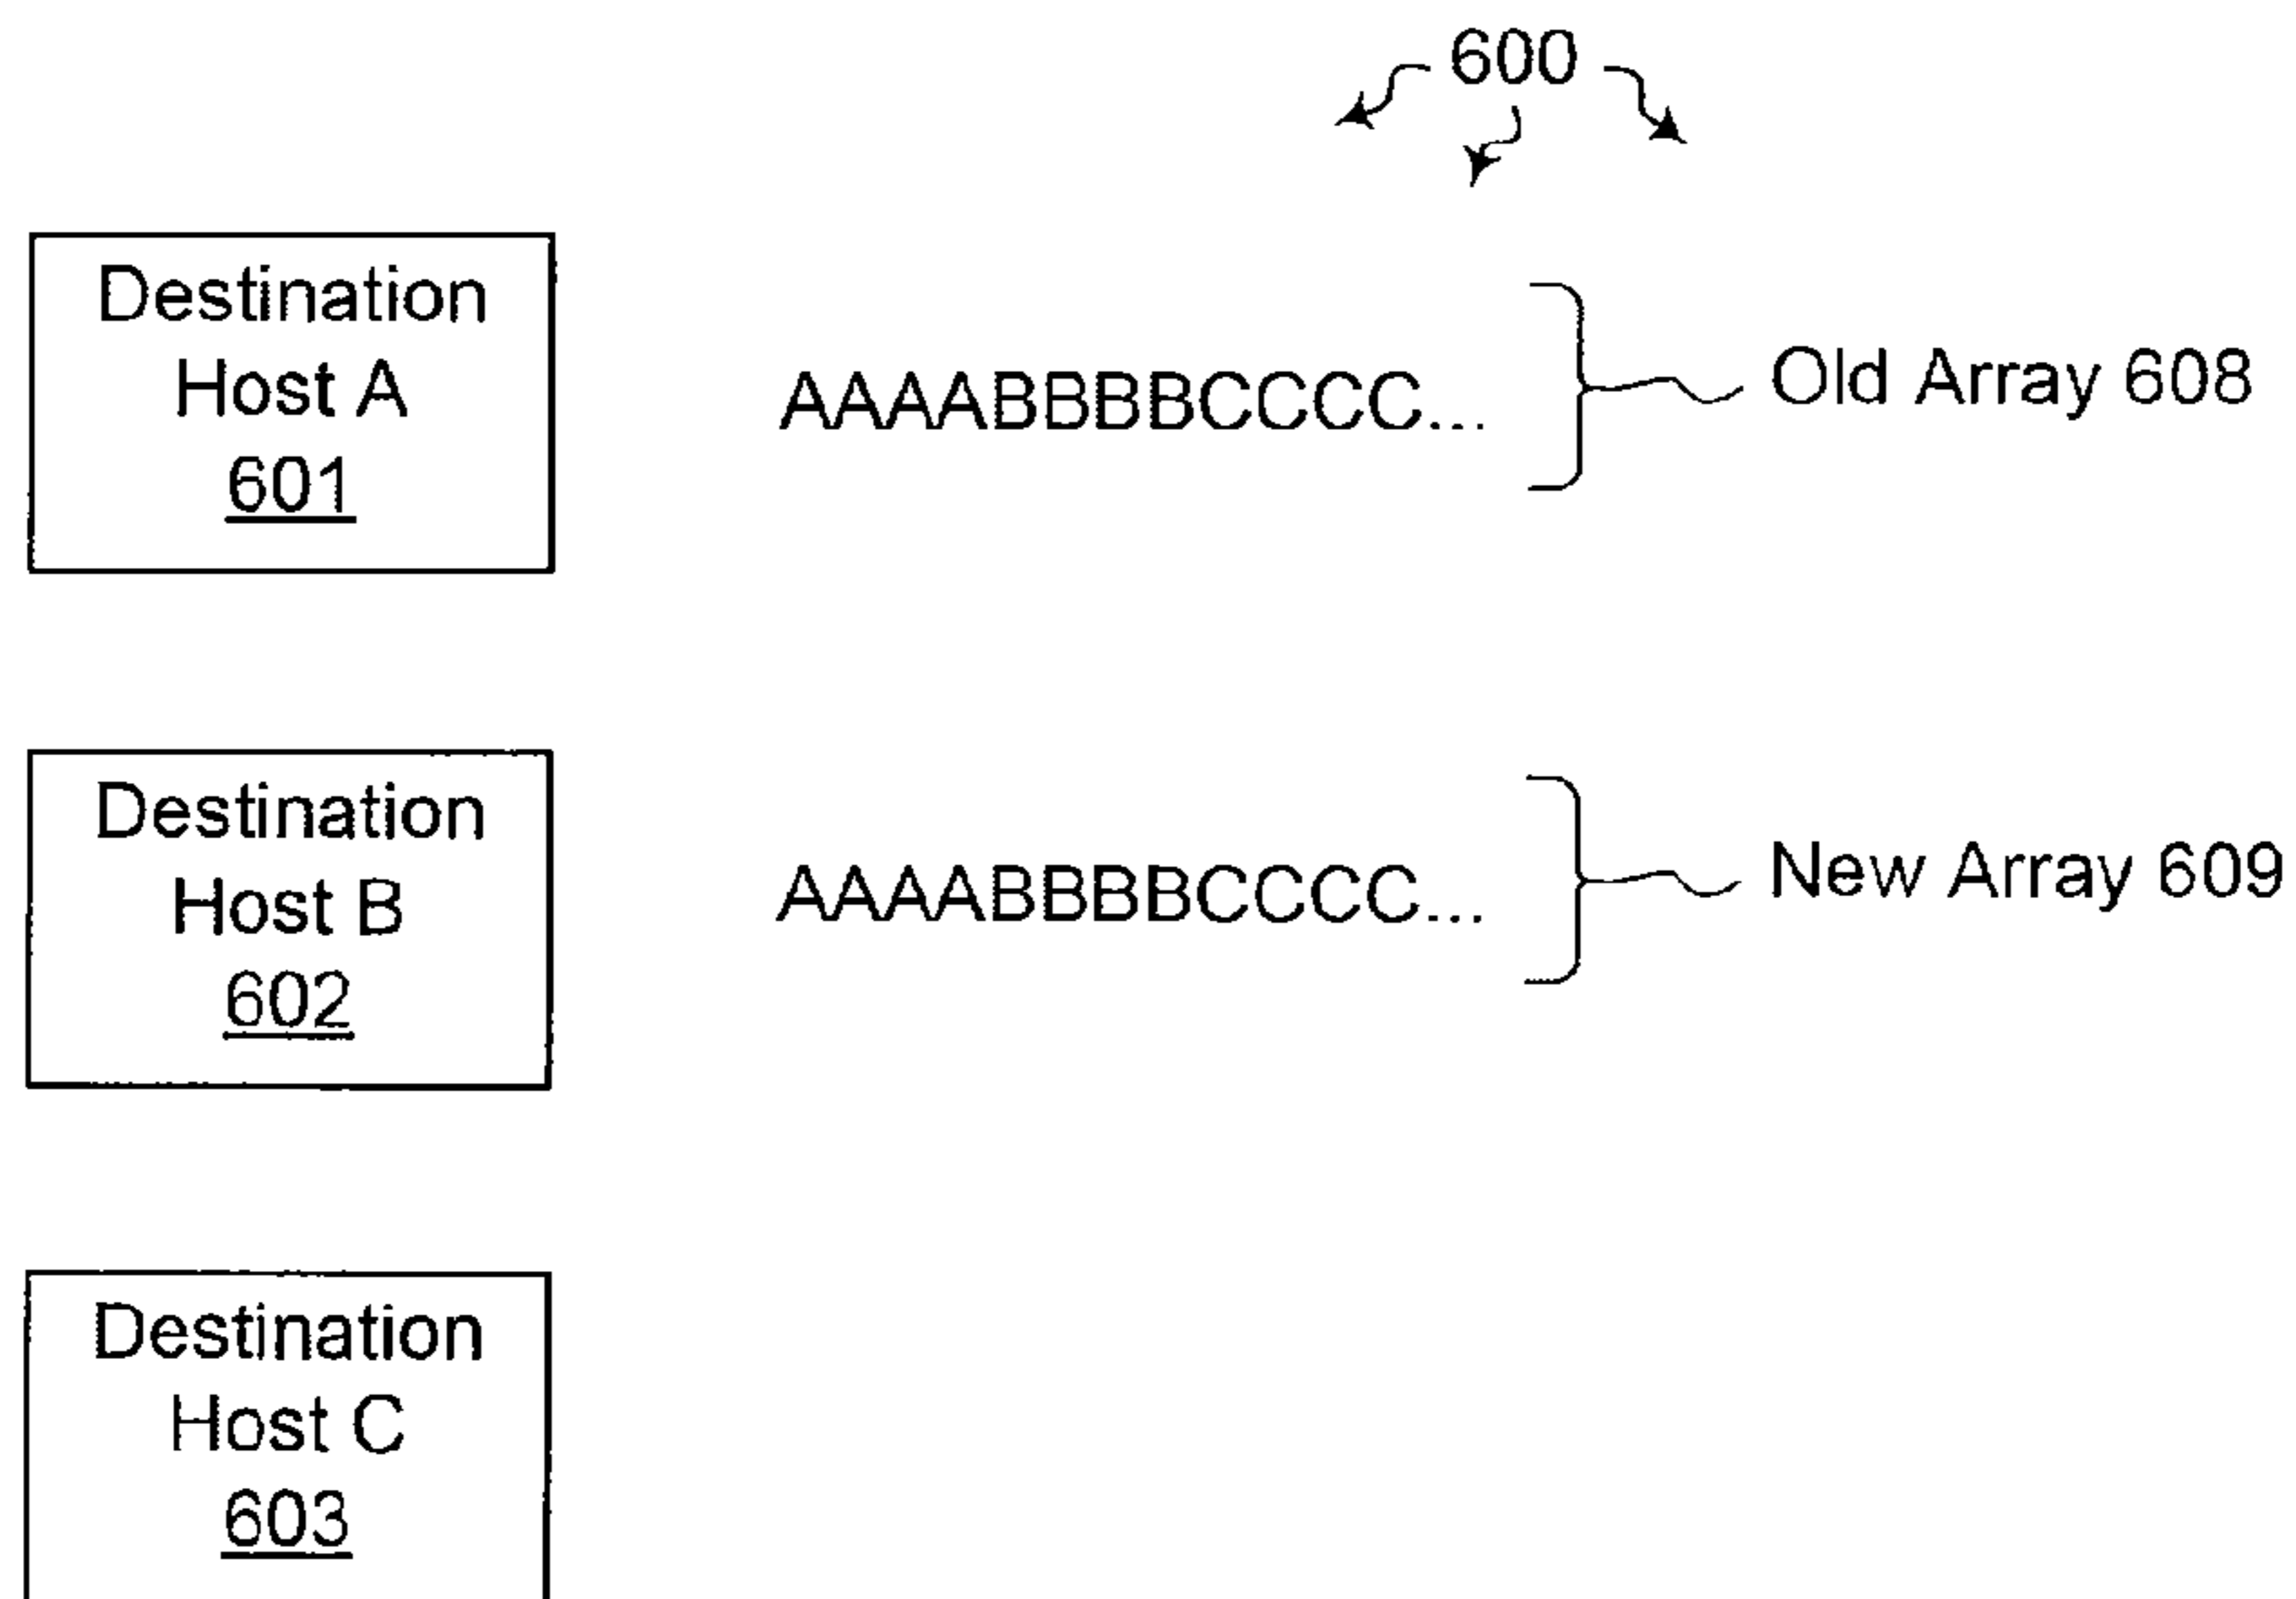 600
Destination
Host A
601
AAAABBBBCCCC...
Old Array 608
Destination
Host B
602
AAAABBBBCCCC...
New Array 609
Destination
Host C
603